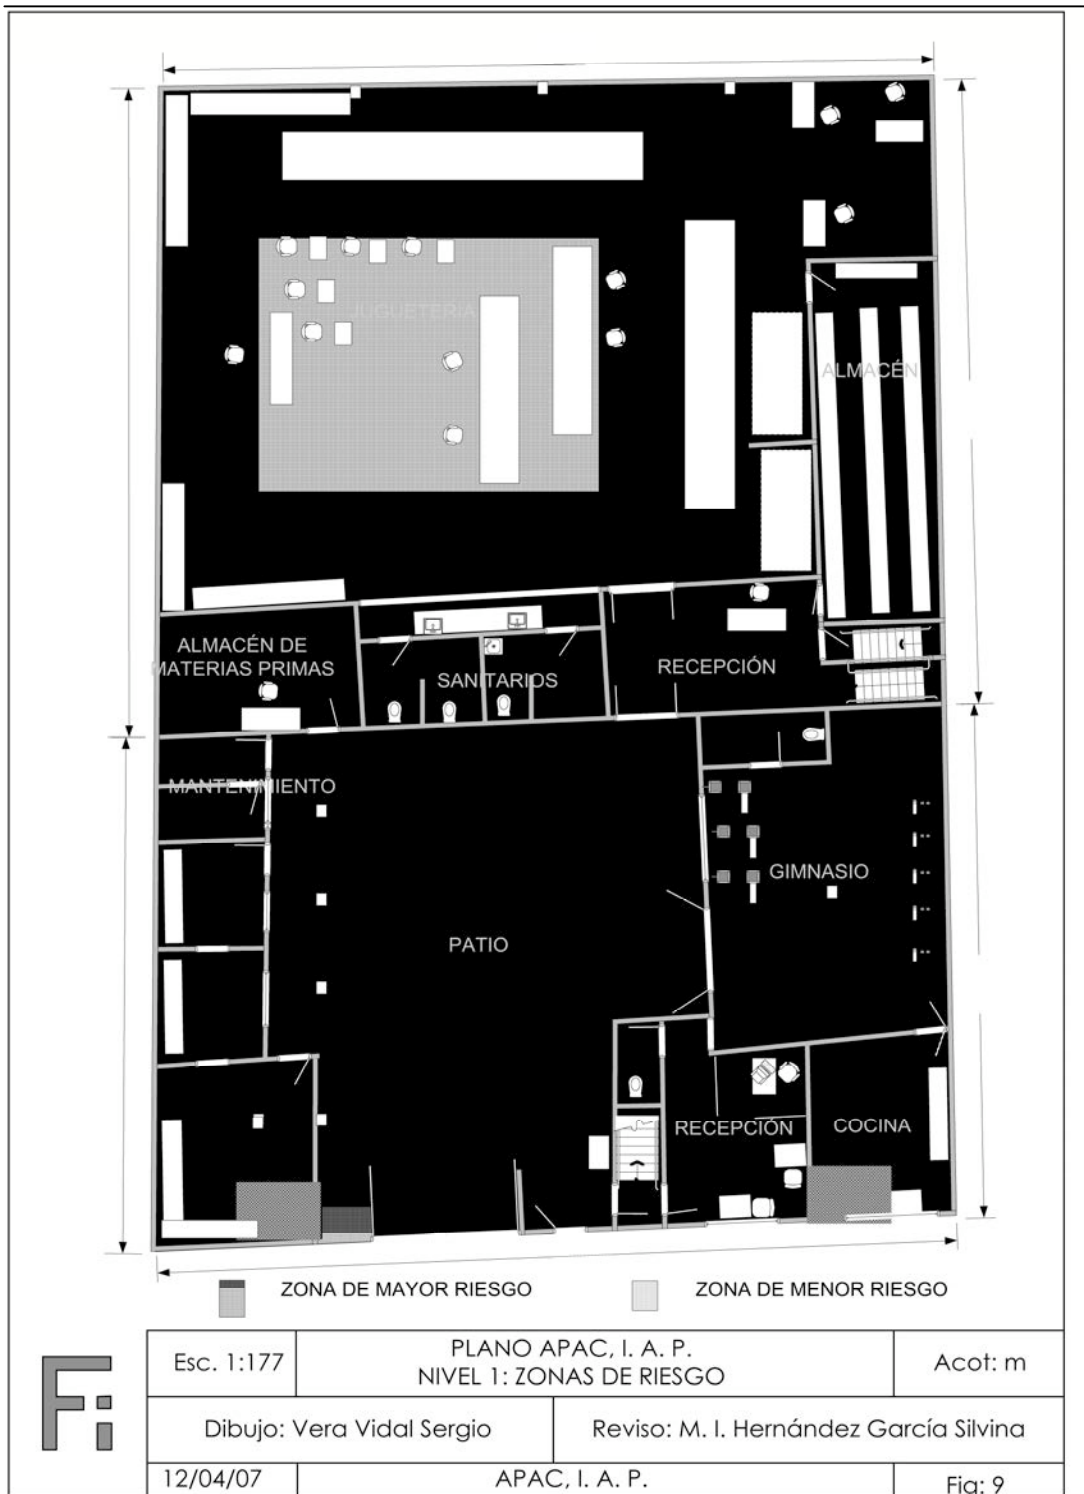 JUGUETERIA
ALMACÉN
ALMACÉN DE
MATERIAS PRIMAS
SANITARIOS
RECEPCIÓN
MANTENIMIENTO
GIMNASIO
PATIO
RECEPCIÓN
COCINA
ZONA DE MAYOR RIESGO
ZONA DE MENOR RIESGO
Fi
Esc. 1:177
PLANO APAC, I. A. P.
NIVEL 1: ZONAS DE RIESGO
Acot: m
Dibujo: Vera Vidal Sergio
Reviso: M. I. Hernández García Silvina
12/04/07
APAC, I. A. P.
Fig: 9